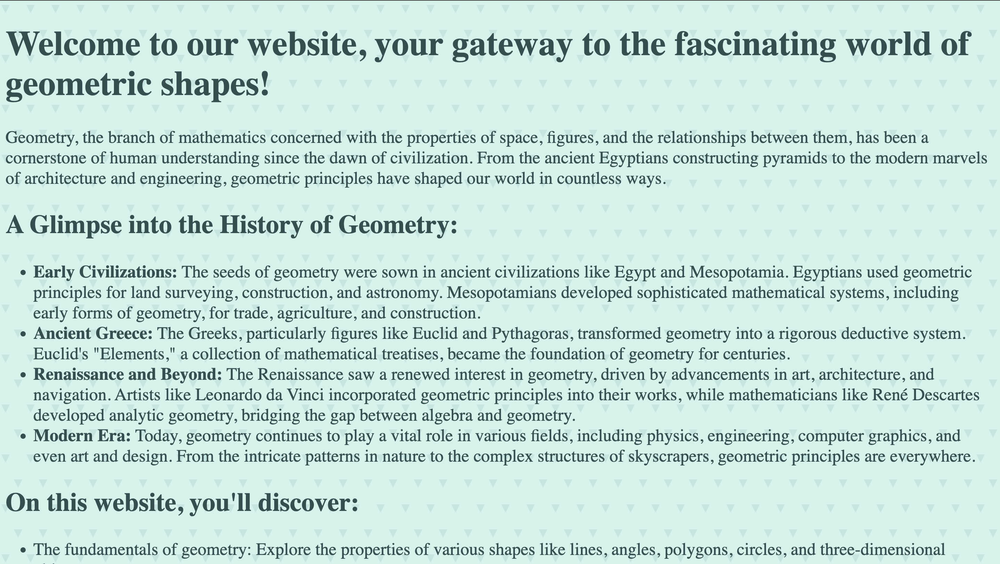 Welcome to our website, your gateway to the fascinating world of
geometric shapes!
Geometry, the branch of mathematics concerned with the properties of space, figures, and the relationships between them, has been a
cornerstone of human understanding since the dawn of civilization. From the ancient Egyptians constructing pyramids to the modern marvels
of architecture and engineering, geometric principles have shaped our world in countless ways.
A Glimpse into the History of Geometry:
• Early Civilizations: The seeds of geometry were sown in ancient civilizations like Egypt and Mesopotamia. Egyptians used geometric
principles for land surveying, construction, and astronomy. Mesopotamians developed sophisticated mathematical systems, including
early forms of geometry, for trade, agriculture, and construction.
• Ancient Greece: The Greeks, particularly figures like Euclid and Pythagoras, transformed geometry into a rigorous deductive system.
Euclid's "Elements," a collection of mathematical treatises, became the foundation of geometry for centuries.
• Renaissance and Beyond: The Renaissance saw a renewed interest in geometry, driven by advancements in art, architecture, and
navigation. Artists like Leonardo da Vinci incorporated geometric principles into their works, while mathematicians like René Descartes
developed analytic geometry, bridging the gap between algebra and geometry.
• Modern Era: Today, geometry continues to play a vital role in various fields, including physics, engineering, computer graphics, and
even art and design. From the intricate patterns in nature to the complex structures of skyscrapers, geometric principles are everywhere.
On this website, you'll discover:
• The fundamentals of geometry: Explore the properties of various shapes like lines, angles, polygons, circles, and three-dimensional